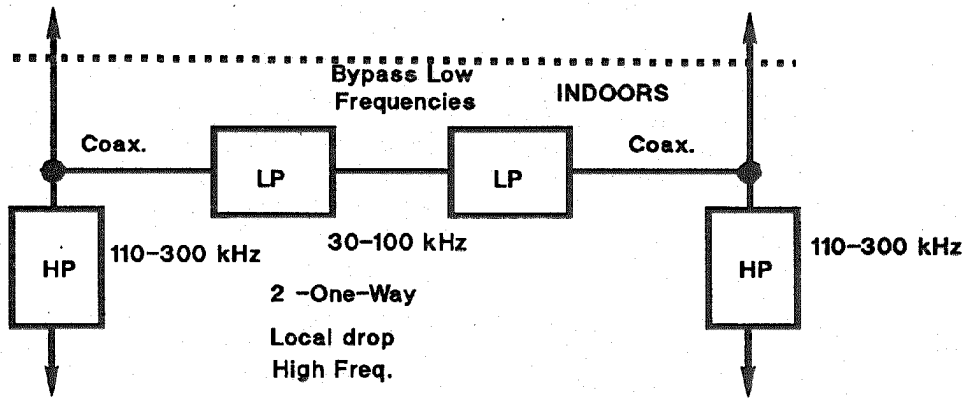 Bypass Low
Frequencies
INDOORS
Coax.
LP
LP
Coax.
HP
110-300 kHz
30-100 kHz
HP
110-300 kHz
2 -One-Way
Local drop
High Freq.